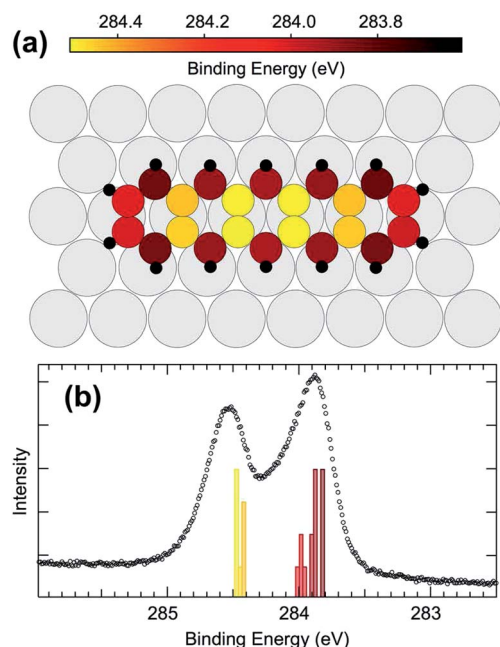 284.4 284.2 284.0 283.8
(a)
Binding Energy (eV)
(b)
Intensity
285 284 283
Binding Energy (eV)